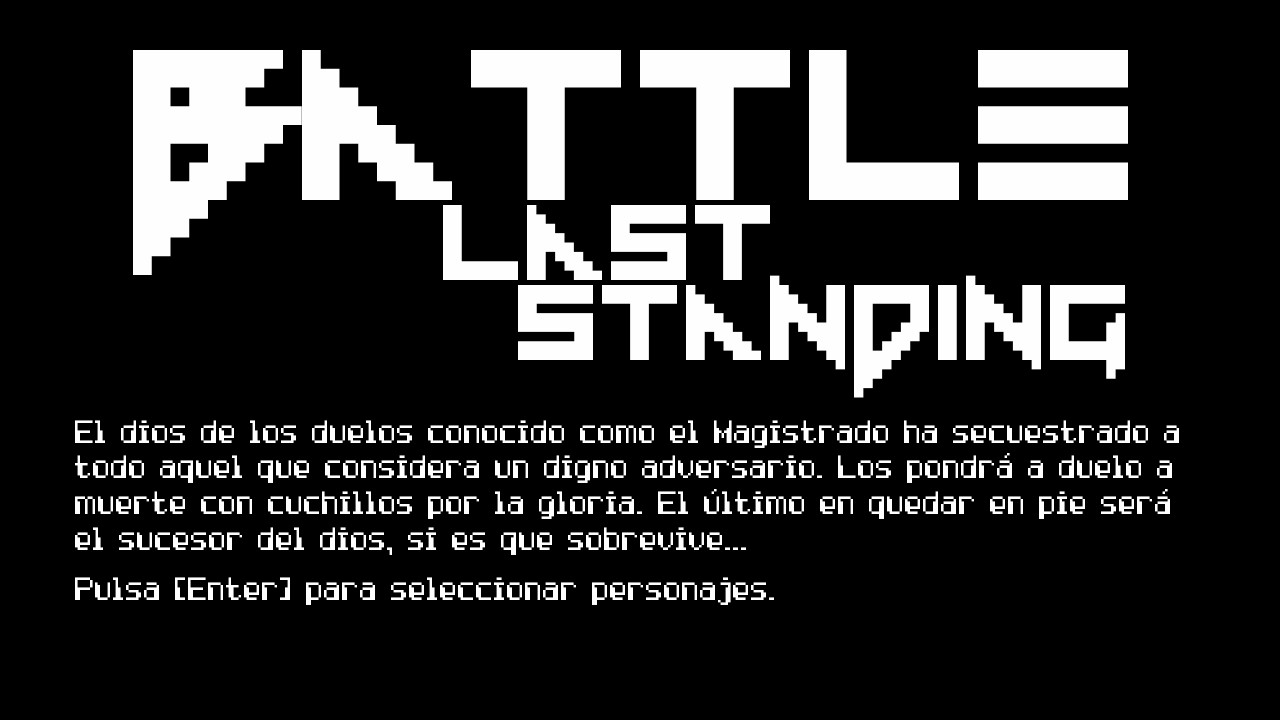 BATTLE
LAST
STANDING
El dios de los duelos conocido como el Magistrado ha secuestrado a
todo aquel que considera un digno adversario. Los pondrá a duelo a
muerte con cuchillos por la gloria. El último en quedar en pie será
el sucesor del dios, si es que sobrevive...
Pulsa [Enter] para seleccionar personajes.